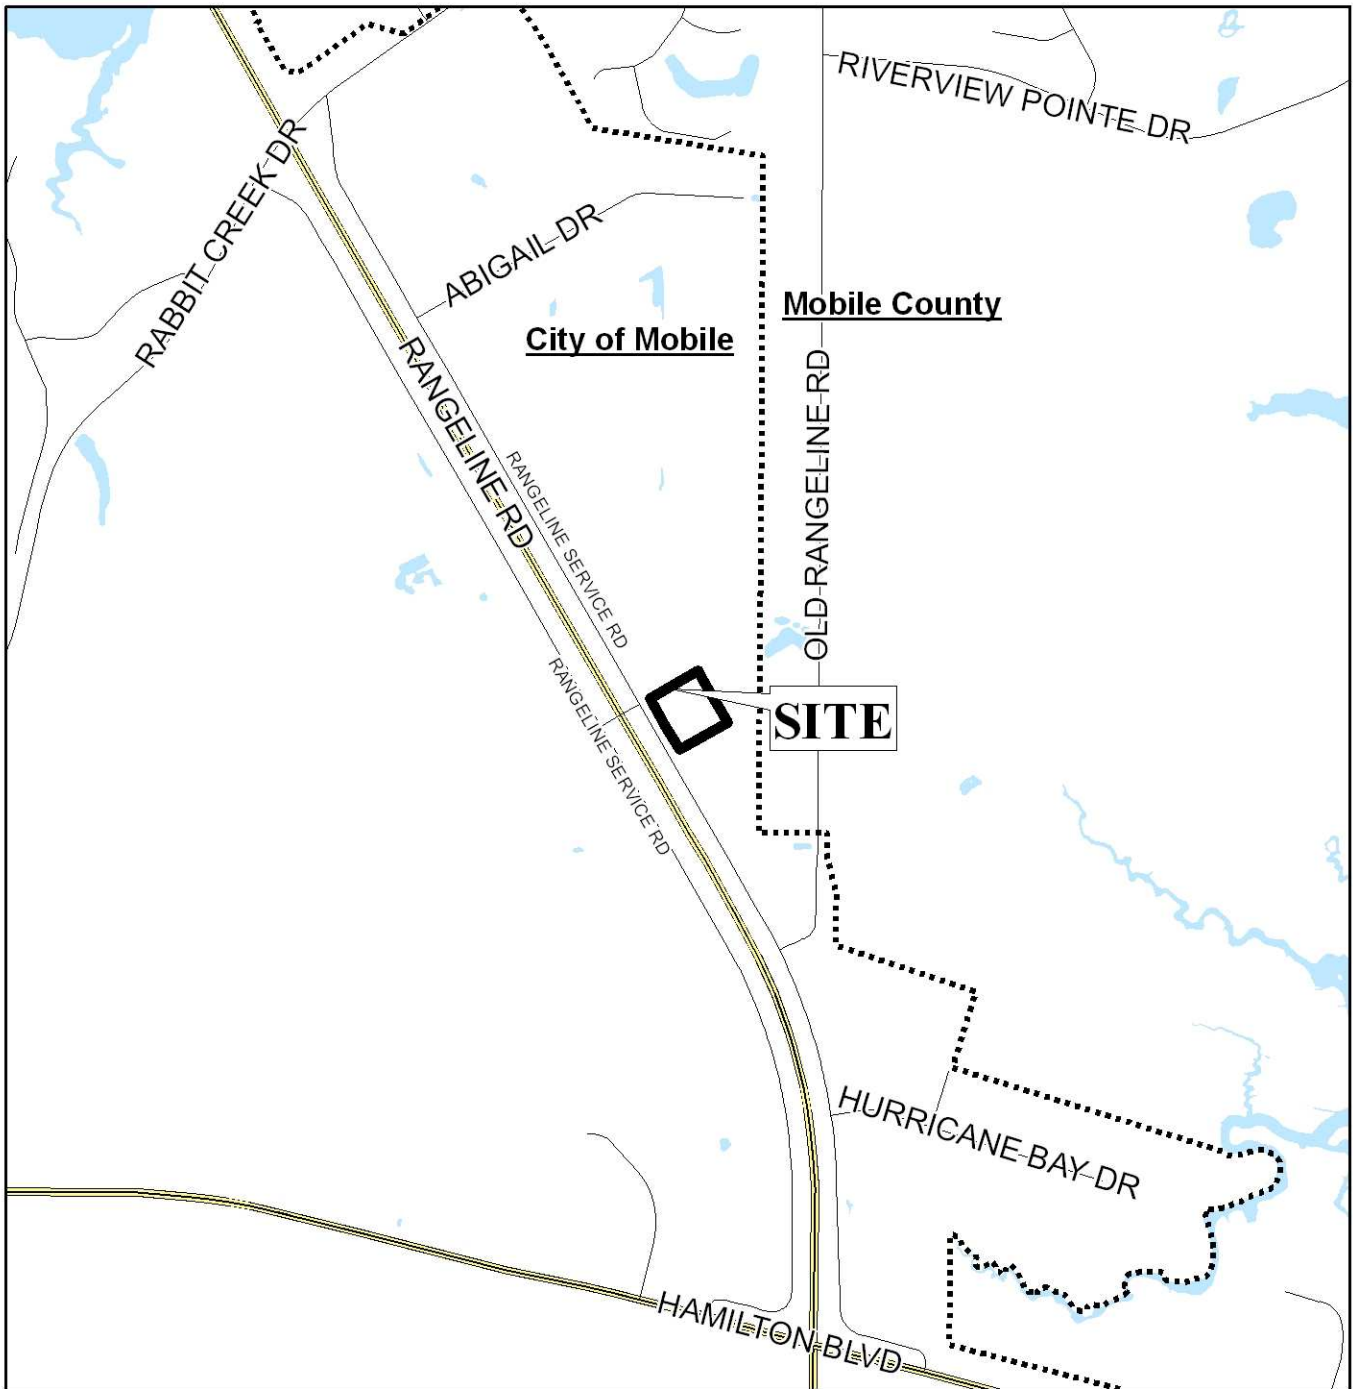 RIVERVIEW POINTE DR
RABBIT CREEK DR
ABIGAIL DR
Mobile County
City of Mobile
RANGELINE RD
OLD RANGELINE RD
RANGELINE SERVICE RD
RANGELINE SERVICE RD
SITE
HURRICANE BAY DR
HAMILTON BLVD